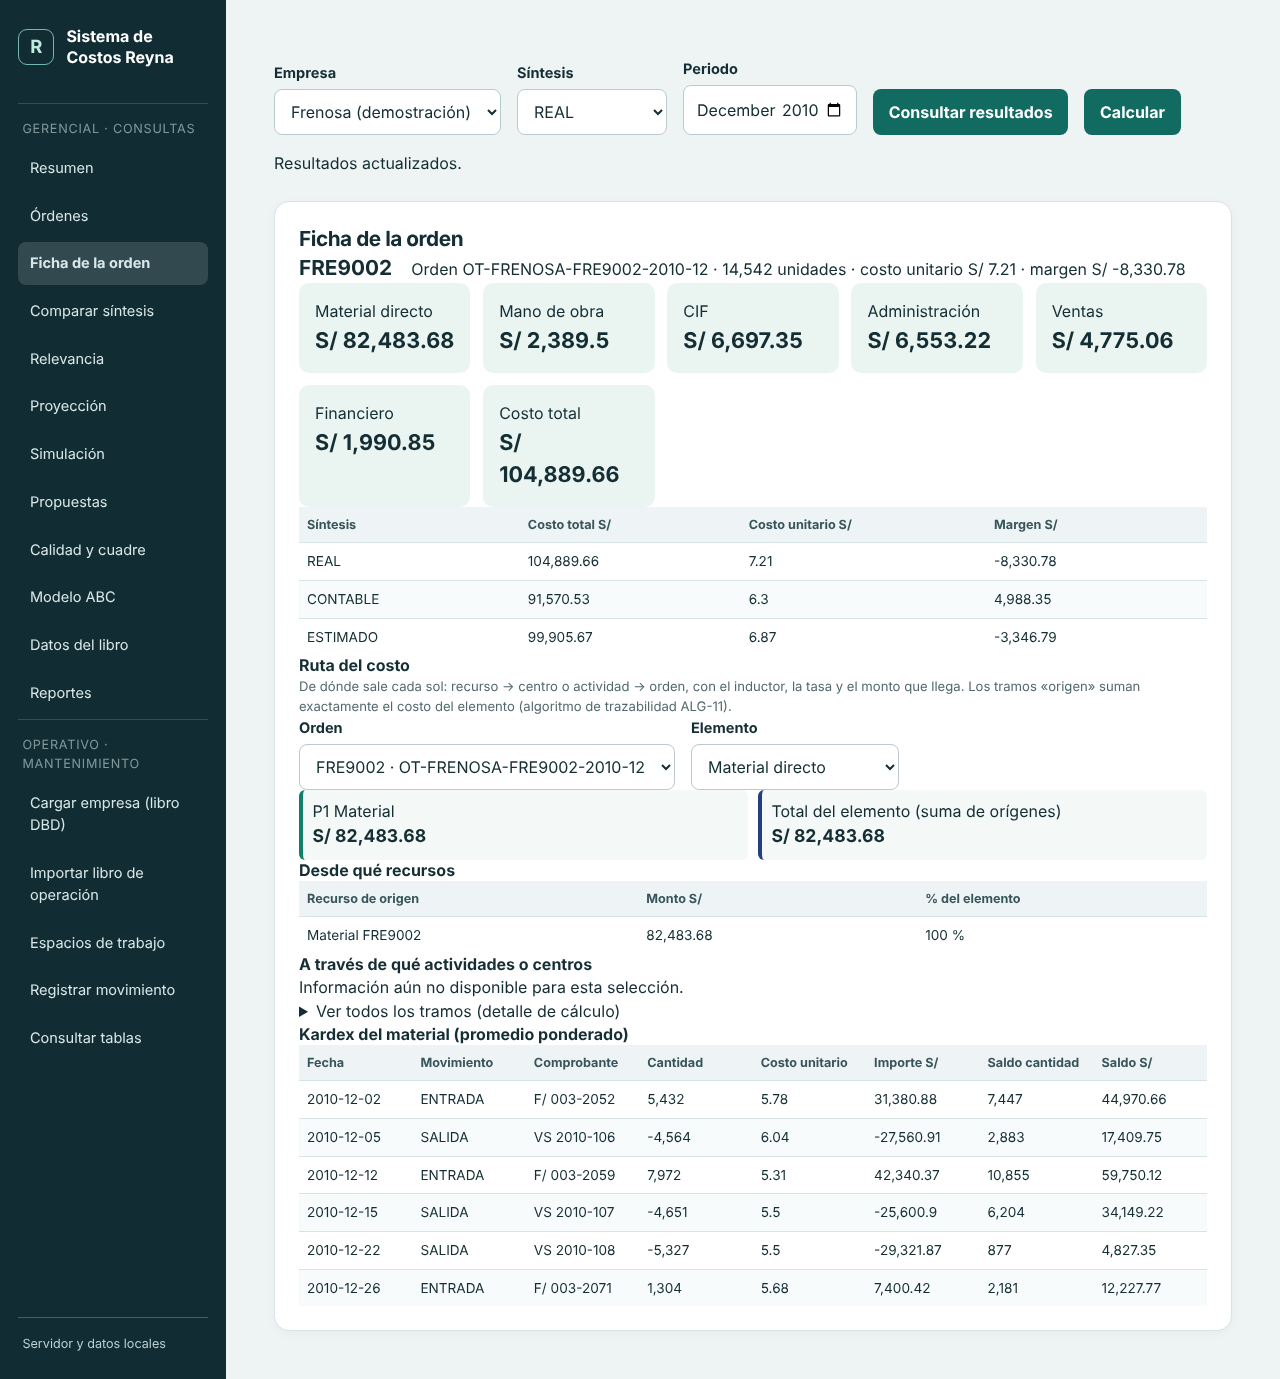 R
Sistema de
Costos Reyna
GERENCIAL · CONSULTAS
Resumen
Órdenes
Ficha de la orden
Comparar síntesis
Relevancia
Proyección
Simulación
Propuestas
Calidad y cuadre
Modelo ABC
Datos del libro
Reportes
OPERATIVO ·
MANTENIMIENTO
Cargar empresa (libro
DBD)
Importar libro de
operación
Espacios de trabajo
Registrar movimiento
Consultar tablas
Servidor y datos locales
Empresa Síntesis Periodo
Frenosa (demostración) REAL December 2010 Consultar resultados Calcular
Resultados actualizados.
Ficha de la orden
FRE9002 Orden OT-FRENOSA-FRE9002-2010-12 · 14,542 unidades · costo unitario S/ 7.21 · margen S/ -8,330.78
Material directo Mano de obra CIF Administración Ventas
S/ 82,483.68 S/ 2,389.5 S/ 6,697.35 S/ 6,553.22 S/ 4,775.06
Financiero Costo total
S/ 1,990.85 S/
104,889.66
Síntesis Costo total S/ Costo unitario S/ Margen S/
REAL 104,889.66 7.21 -8,330.78
CONTABLE 91,570.53 6.3 4,988.35
ESTIMADO 99,905.67 6.87 -3,346.79
Ruta del costo
De dónde sale cada sol: recurso → centro o actividad → orden, con el inductor, la tasa y el monto que llega. Los tramos «origen» suman
exactamente el costo del elemento (algoritmo de trazabilidad ALG-11).
Orden Elemento
FRE9002 · OT-FRENOSA-FRE9002-2010-12 Material directo
P1 Material Total del elemento (suma de orígenes)
S/ 82,483.68 S/ 82,483.68
Desde qué recursos
Recurso de origen Monto S/ % del elemento
Material FRE9002 82,483.68 100 %
A través de qué actividades o centros
Información aún no disponible para esta selección.
▶ Ver todos los tramos (detalle de cálculo)
Kardex del material (promedio ponderado)
Fecha Movimiento Comprobante Cantidad Costo unitario Importe S/ Saldo cantidad Saldo S/
2010-12-02 ENTRADA F/ 003-2052 5,432 5.78 31,380.88 7,447 44,970.66
2010-12-05 SALIDA VS 2010-106 -4,564 6.04 -27,560.91 2,883 17,409.75
2010-12-12 ENTRADA F/ 003-2059 7,972 5.31 42,340.37 10,855 59,750.12
2010-12-15 SALIDA VS 2010-107 -4,651 5.5 -25,600.9 6,204 34,149.22
2010-12-22 SALIDA VS 2010-108 -5,327 5.5 -29,321.87 877 4,827.35
2010-12-26 ENTRADA F/ 003-2071 1,304 5.68 7,400.42 2,181 12,227.77